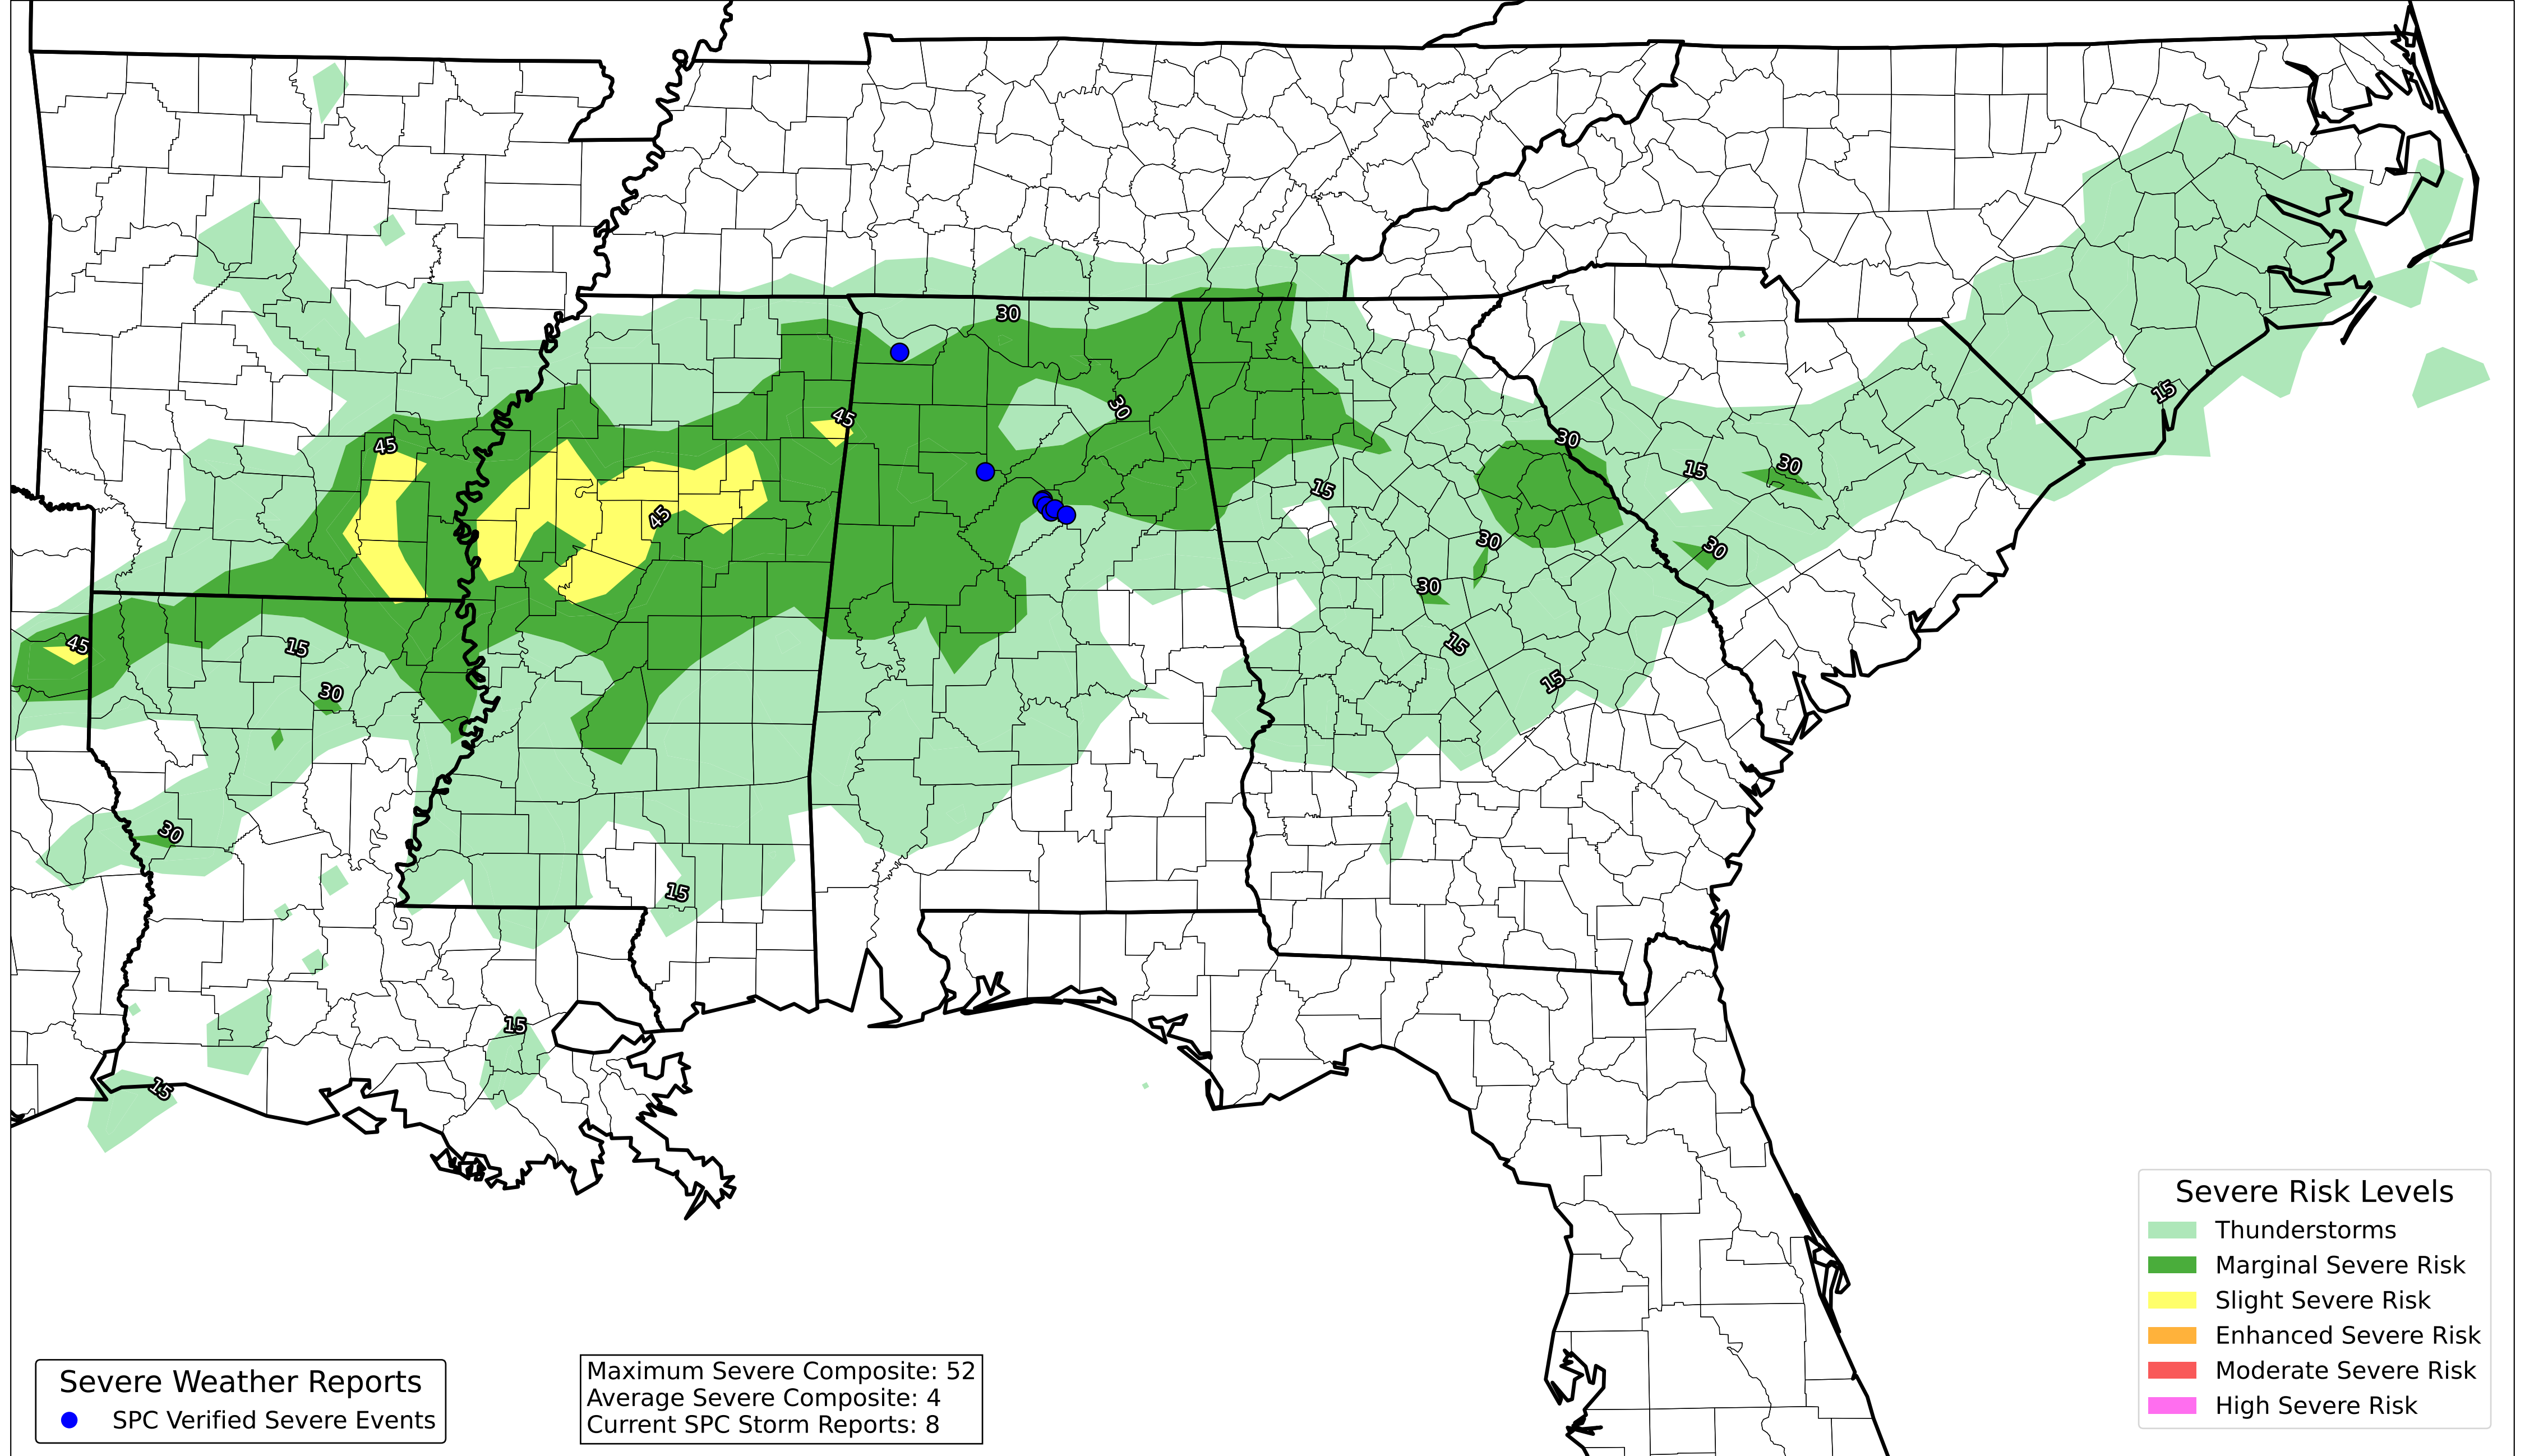 30
45
30
45
30
15
30
15
30
15
45
30
30
30
45
15
15
30
15
30
15
15
15
Severe Risk Levels
Thunderstorms
Marginal Severe Risk
Slight Severe Risk
Enhanced Severe Risk
Moderate Severe Risk
High Severe Risk
Severe Weather Reports
SPC Verified Severe Events
Maximum Severe Composite: 52
Average Severe Composite: 4
Current SPC Storm Reports: 8